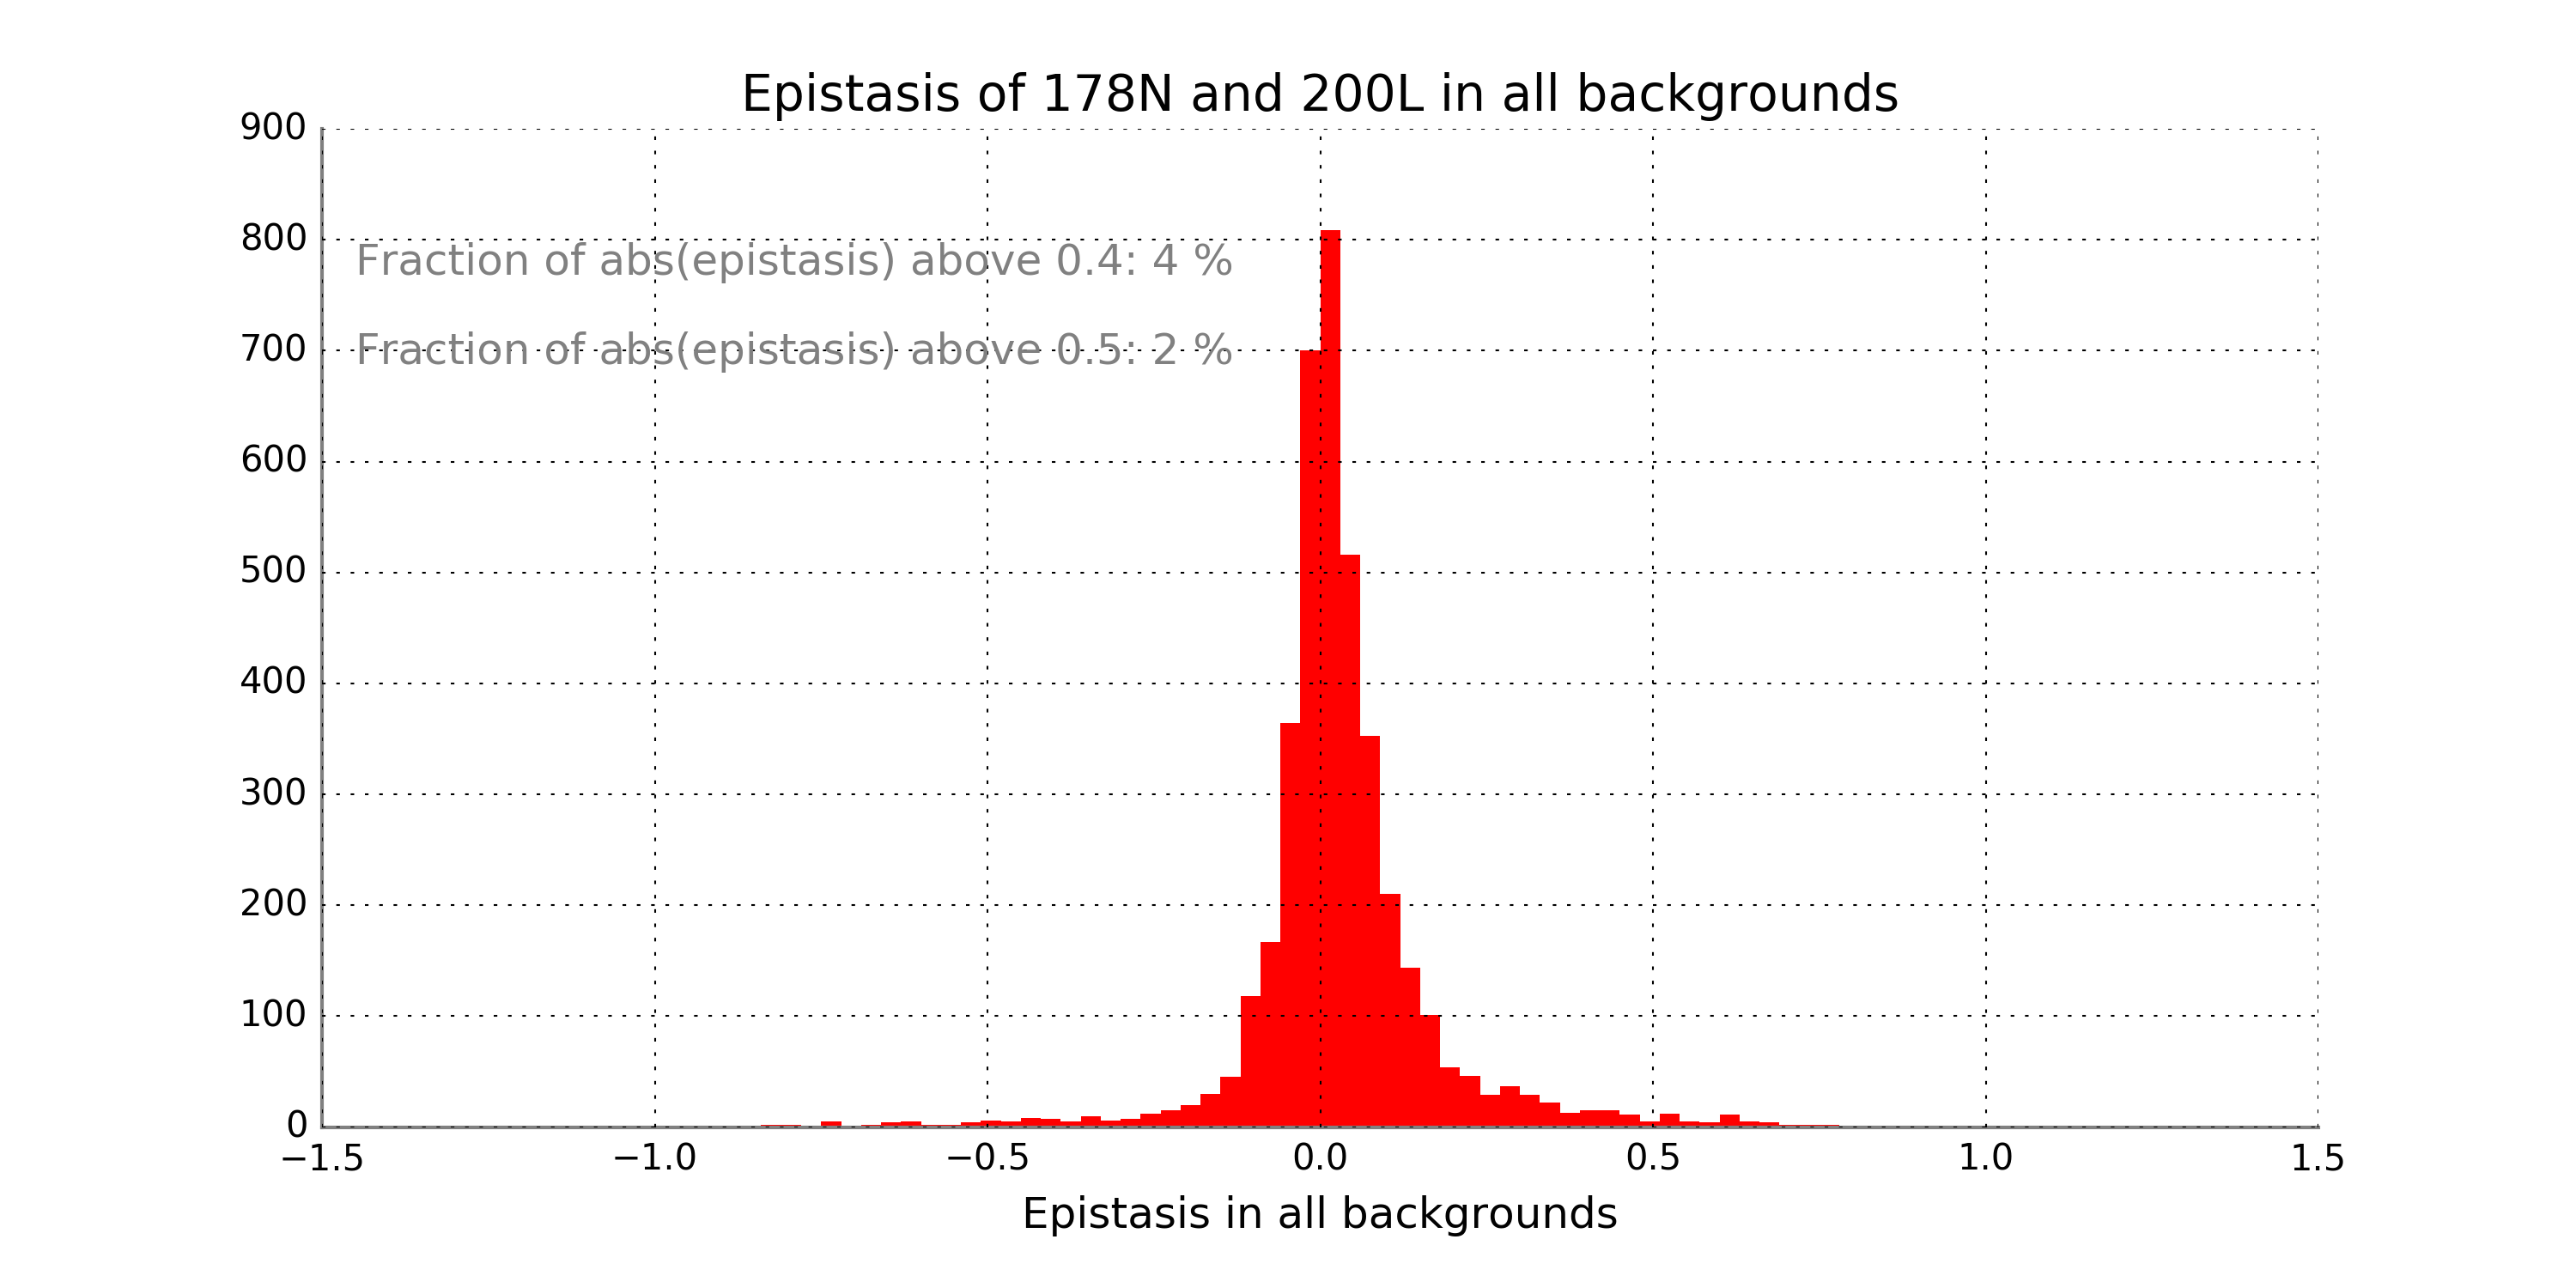 Epistasis of 178N and 200L in all backgrounds
900
800
Fraction of abs(epistasis) above 0.4: 4 %
700
Fraction of abs(epistasis) above 0.5: 2 %
600
500
400
300
200
100
0
−1.5 −1.0 −0.5 0.0 0.5 1.0 1.5
Epistasis in all backgrounds